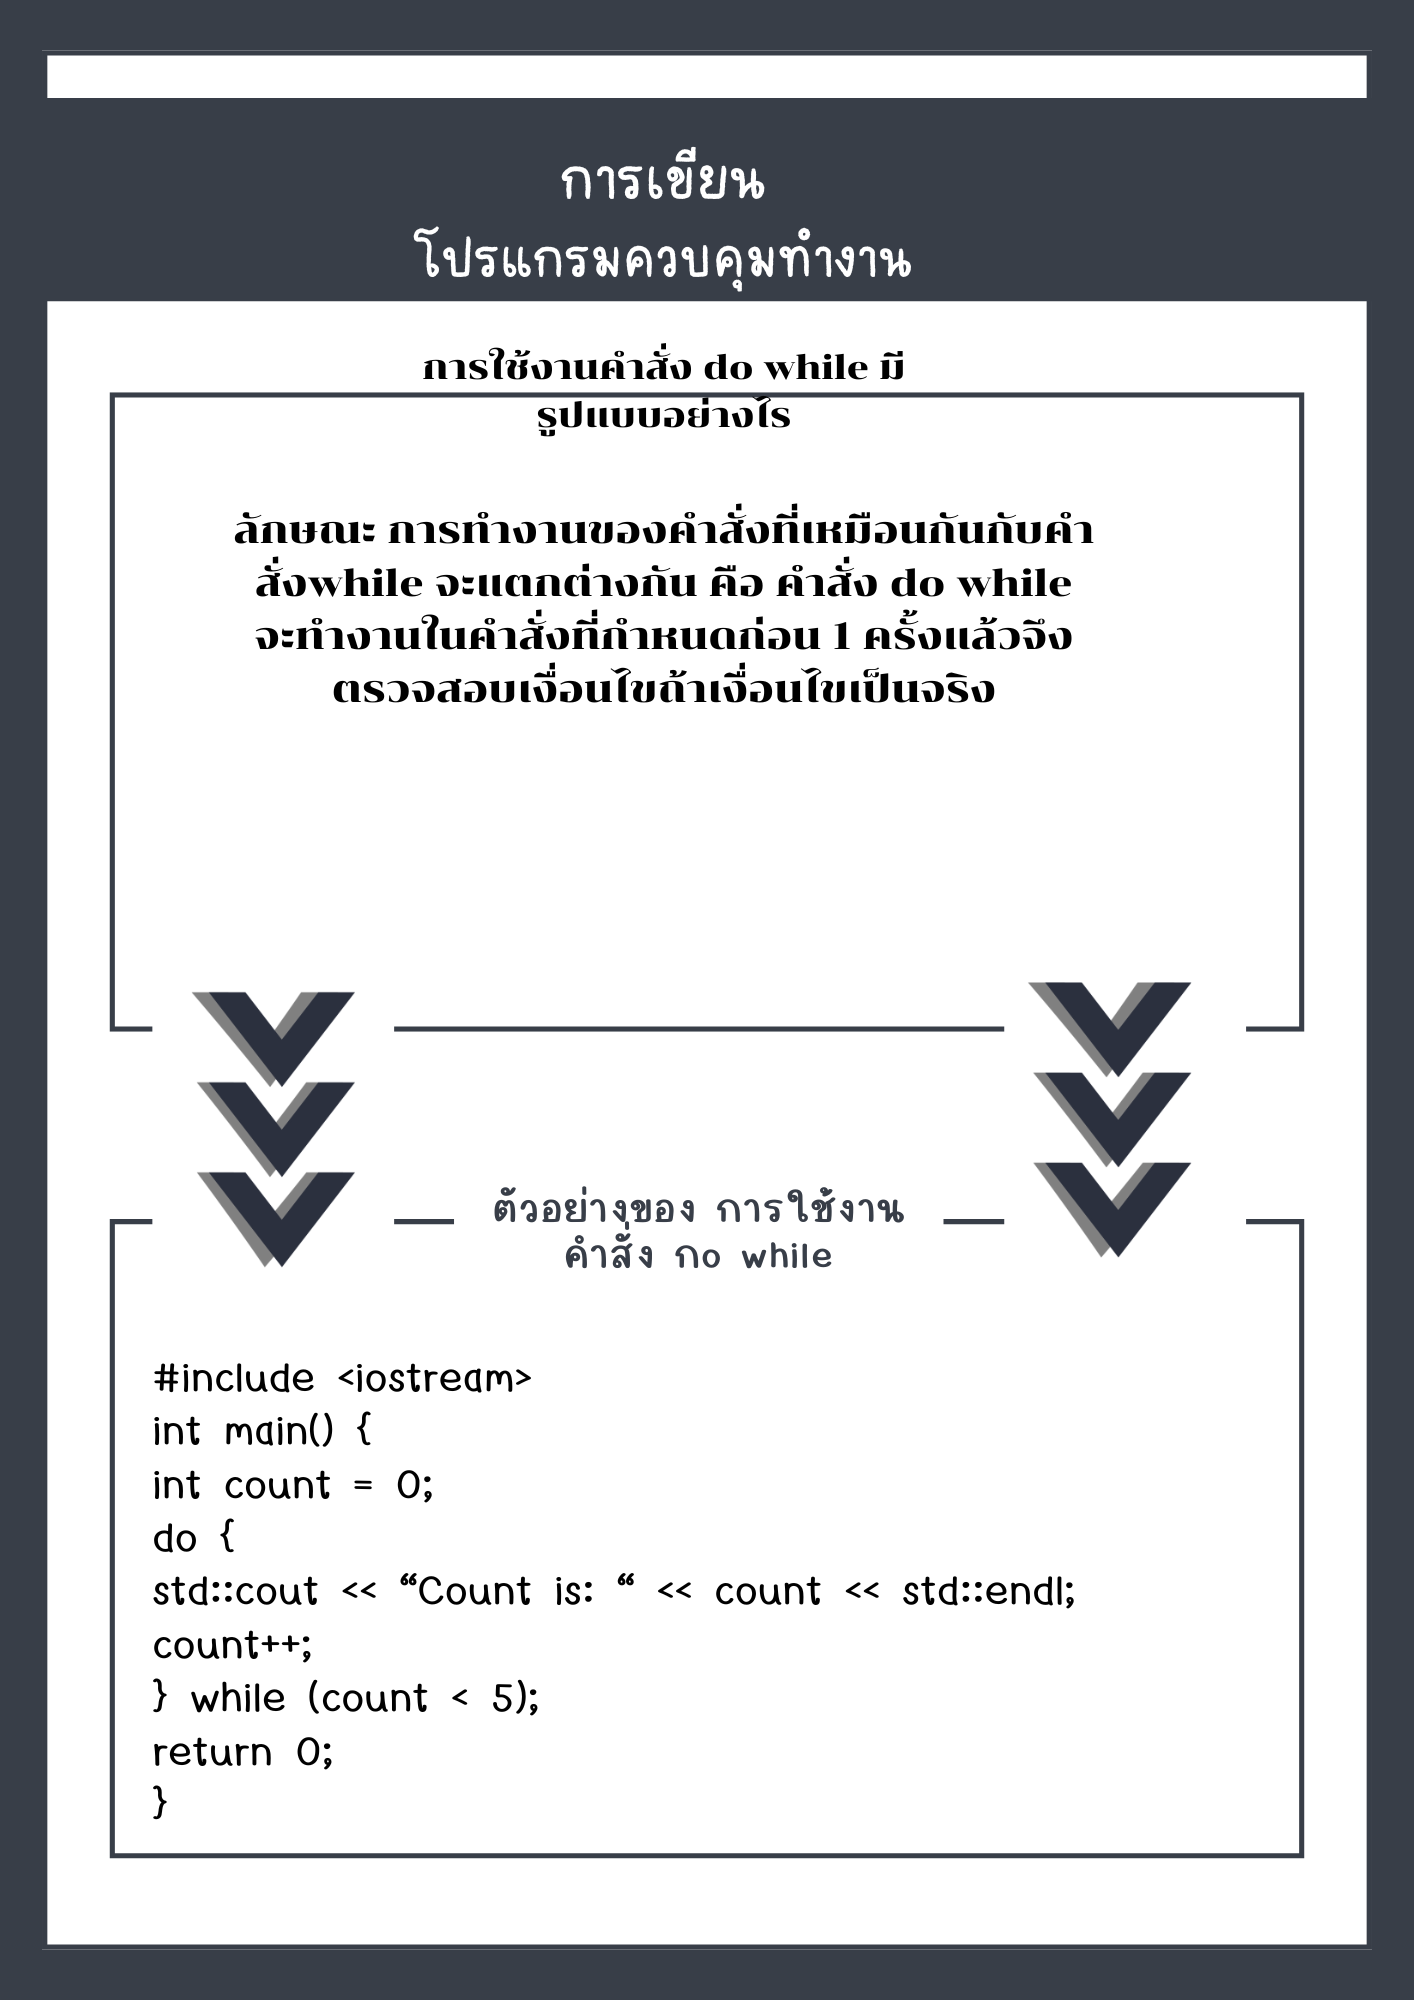 การเขียน
โปรแกรมควบคุมทำงาน
การใช้งานคำสั่ง do while มี
รูปแบบอย่างไร
ลักษณะ การทำงานของคำสั่งที่เหมือนกันกับคำ
สั่งwhile จะแตกต่างกัน คือ คำสั่ง do while
จะทำงานในคำสั่งที่กำหนดก่อน 1 ครั้งแล้วจึง
ตรวจสอบเงื่อนไขถ้าเงื่อนไขเป็นจริง
ตัวอย่างของ การใช้งาน
คำสั่ง กo while
#include <iostream>
int main() {
int count = 0;
do {
std::cout << “Count is: “ << count << std::endl;
count++;
} while (count < 5);
return 0;
}